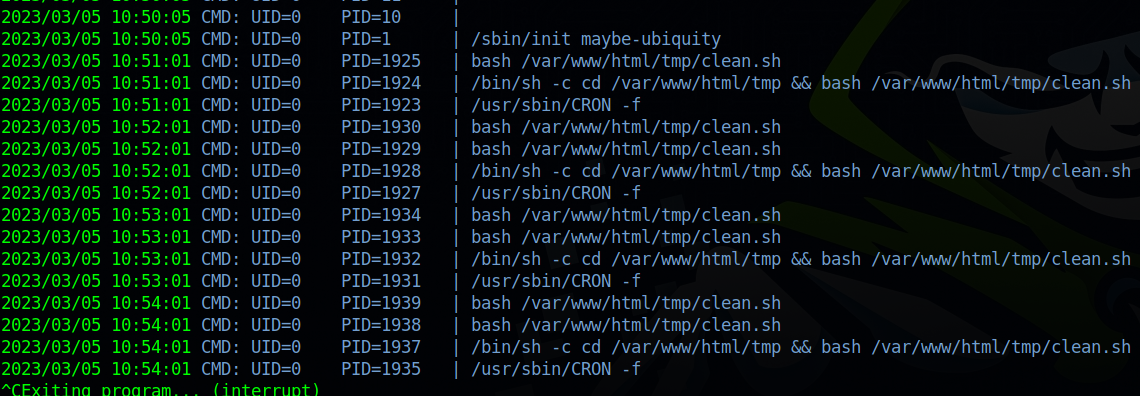 2023/03/05 10:50:05 CMD: UID=0    PID=10     |
2023/03/05 10:50:05 CMD: UID=0    PID=1      | /sbin/init maybe-ubiquity
2023/03/05 10:51:01 CMD: UID=0    PID=1925   | bash /var/www/html/tmp/clean.sh
2023/03/05 10:51:01 CMD: UID=0    PID=1924   | /bin/sh -c cd /var/www/html/tmp && bash /var/www/html/tmp/clean.sh
2023/03/05 10:51:01 CMD: UID=0    PID=1923   | /usr/sbin/CRON -f
2023/03/05 10:52:01 CMD: UID=0    PID=1930   | bash /var/www/html/tmp/clean.sh
2023/03/05 10:52:01 CMD: UID=0    PID=1929   | bash /var/www/html/tmp/clean.sh
2023/03/05 10:52:01 CMD: UID=0    PID=1928   | /bin/sh -c cd /var/www/html/tmp && bash /var/www/html/tmp/clean.sh
2023/03/05 10:52:01 CMD: UID=0    PID=1927   | /usr/sbin/CRON -f
2023/03/05 10:53:01 CMD: UID=0    PID=1934   | bash /var/www/html/tmp/clean.sh
2023/03/05 10:53:01 CMD: UID=0    PID=1933   | bash /var/www/html/tmp/clean.sh
2023/03/05 10:53:01 CMD: UID=0    PID=1932   | /bin/sh -c cd /var/www/html/tmp && bash /var/www/html/tmp/clean.sh
2023/03/05 10:53:01 CMD: UID=0    PID=1931   | /usr/sbin/CRON -f
2023/03/05 10:54:01 CMD: UID=0    PID=1939   | bash /var/www/html/tmp/clean.sh
2023/03/05 10:54:01 CMD: UID=0    PID=1938   | bash /var/www/html/tmp/clean.sh
2023/03/05 10:54:01 CMD: UID=0    PID=1937   | /bin/sh -c cd /var/www/html/tmp && bash /var/www/html/tmp/clean.sh
2023/03/05 10:54:01 CMD: UID=0    PID=1935   | /usr/sbin/CRON -f
^CExiting program... (interrupt)